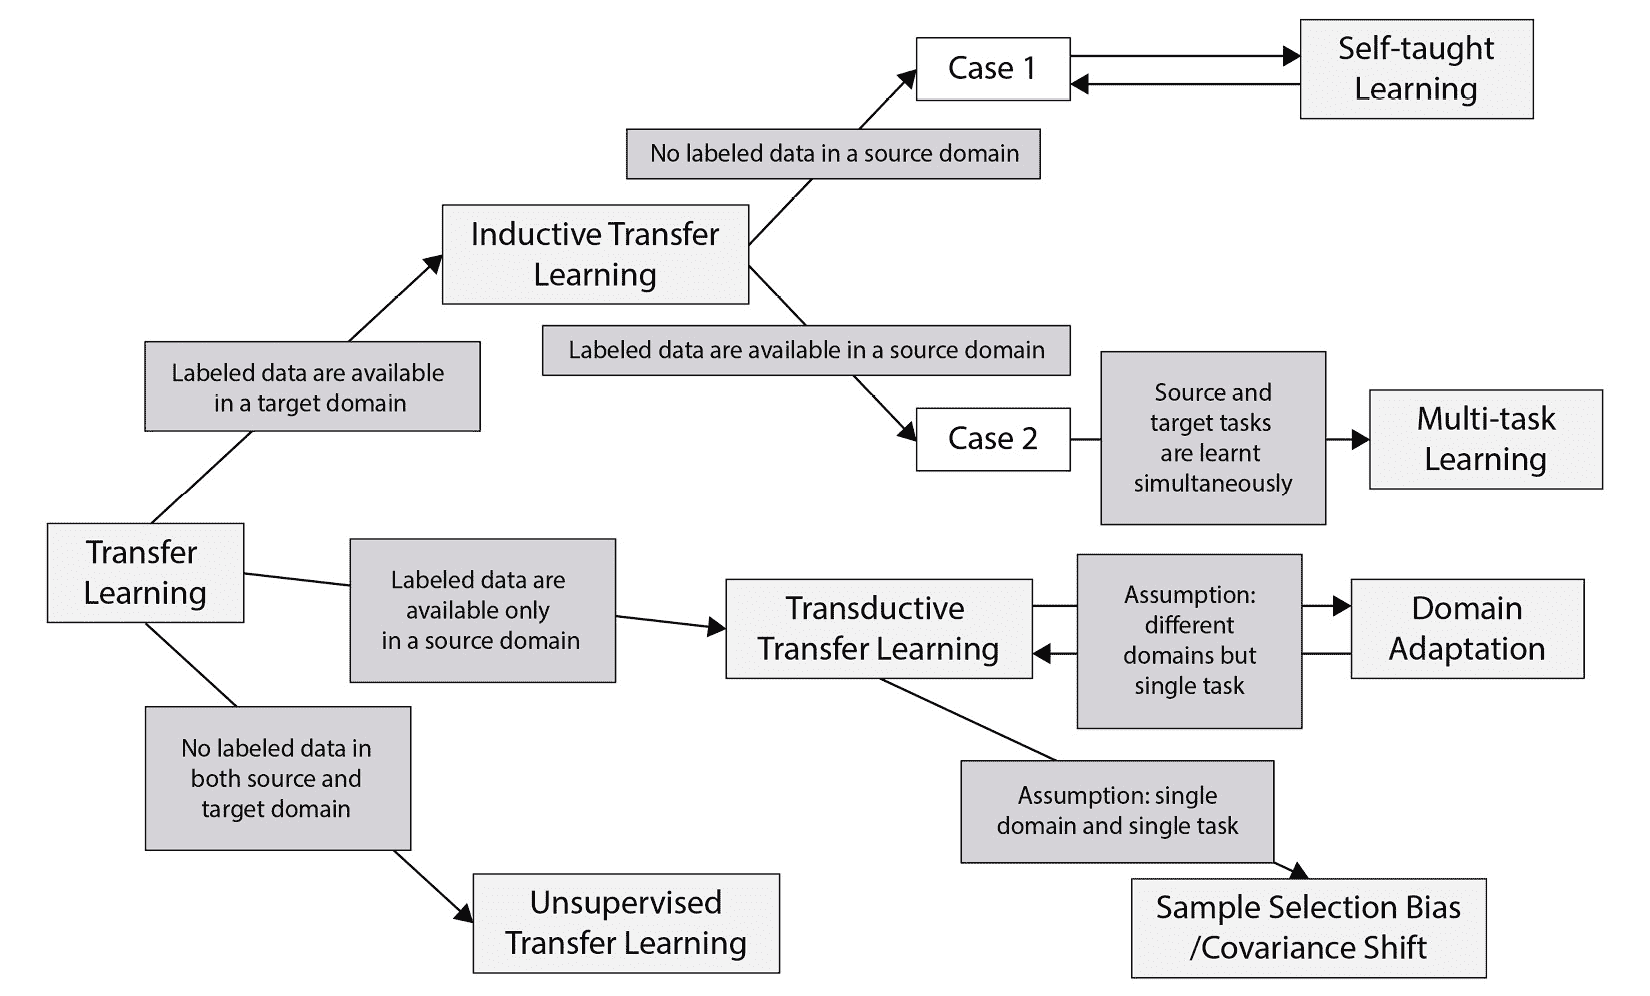 Case 1
Self-taught
Learning
No labeled data in a source domain
Inductive Transfer
Learning
Labeled data are available in a source domain
Labeled data are available
in a target domain
Case 2
Source and
target tasks
are learnt
simultaneously
Multi-task
Learning
Transfer
Learning
Labeled data are
available only
in a source domain
Transductive
Transfer Learning
Assumption:
different
domains but
single task
Domain
Adaptation
No labeled data in
both source and
target domain
Assumption: single
domain and single task
Unsupervised
Transfer Learning
Sample Selection Bias
/Covariance Shift